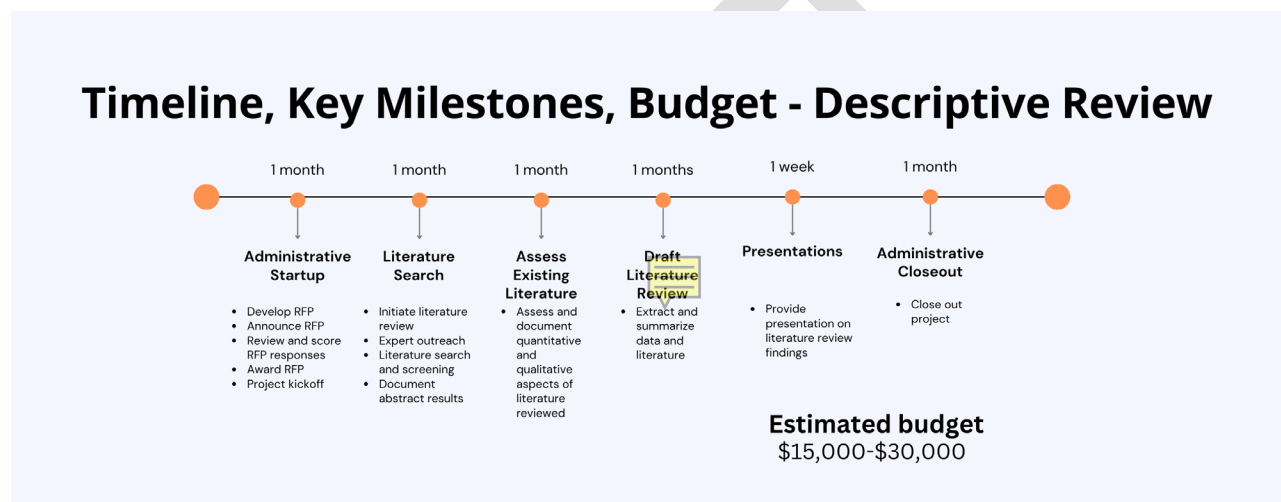 Timeline, Key Milestones, Budget - Descriptive Review
1 month
1 month
1 month
1 months
1 week
1 month
Administrative
Startup
• Develop RFP
• Announce RFP
• Review and score
RFP responses
• Award RFP
• Project kickoff
Literature
Search
• Initiate literature
review
• Expert outreach
• Literature search
and screening
• Document
abstract results
Assess
Existing
Literature
• Assess and
document
quantitative
and
qualitative
aspects of
literature
reviewed
Draft
Literature
Review
• Extract and
summarize
data and
literature
Presentations
• Provide
presentation on
literature review
findings
Administrative
Closeout
• Close out
project
Estimated budget
$15,000-$30,000